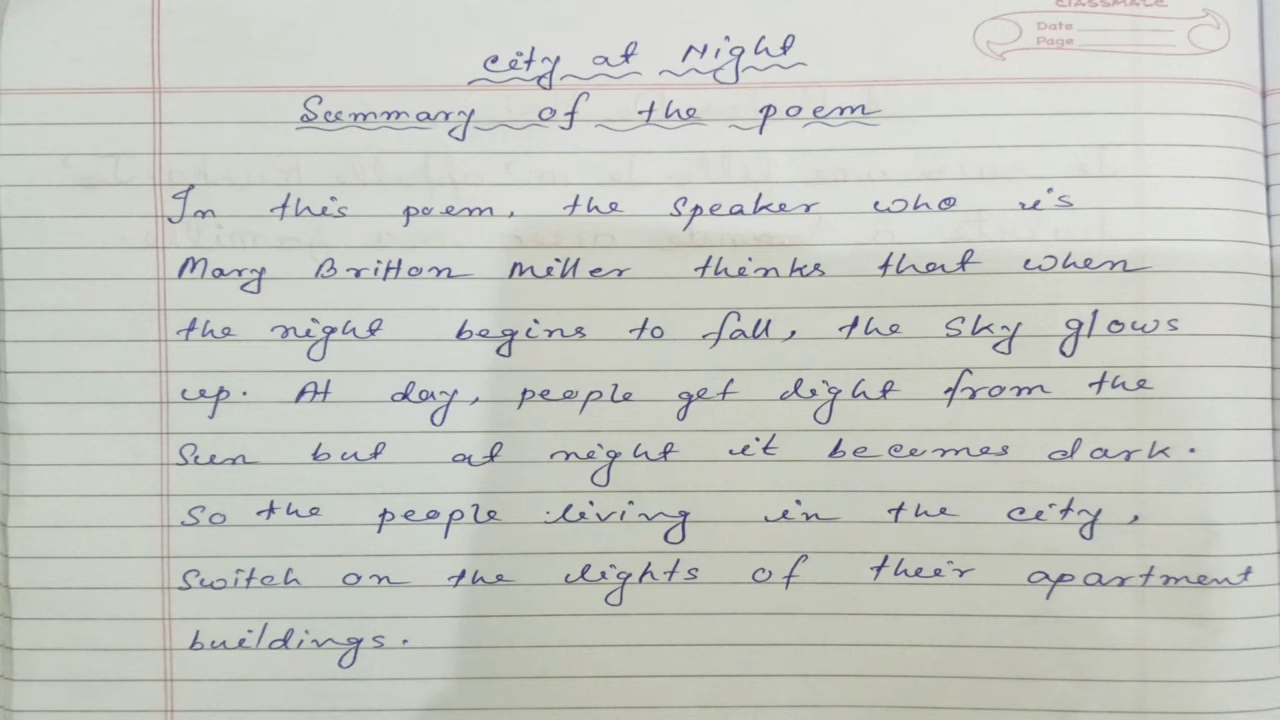 CLASSMATE
Date
Page
City at Night
Summary of the poem
In this poem, the speaker who is
Mary Britton Miller thinks that when
the night begins to fall, the sky glows
up. At day, people get light from the
Sun but at night it becomes dark.
So the people living in the city,
switch on the lights of their apartment
buildings.